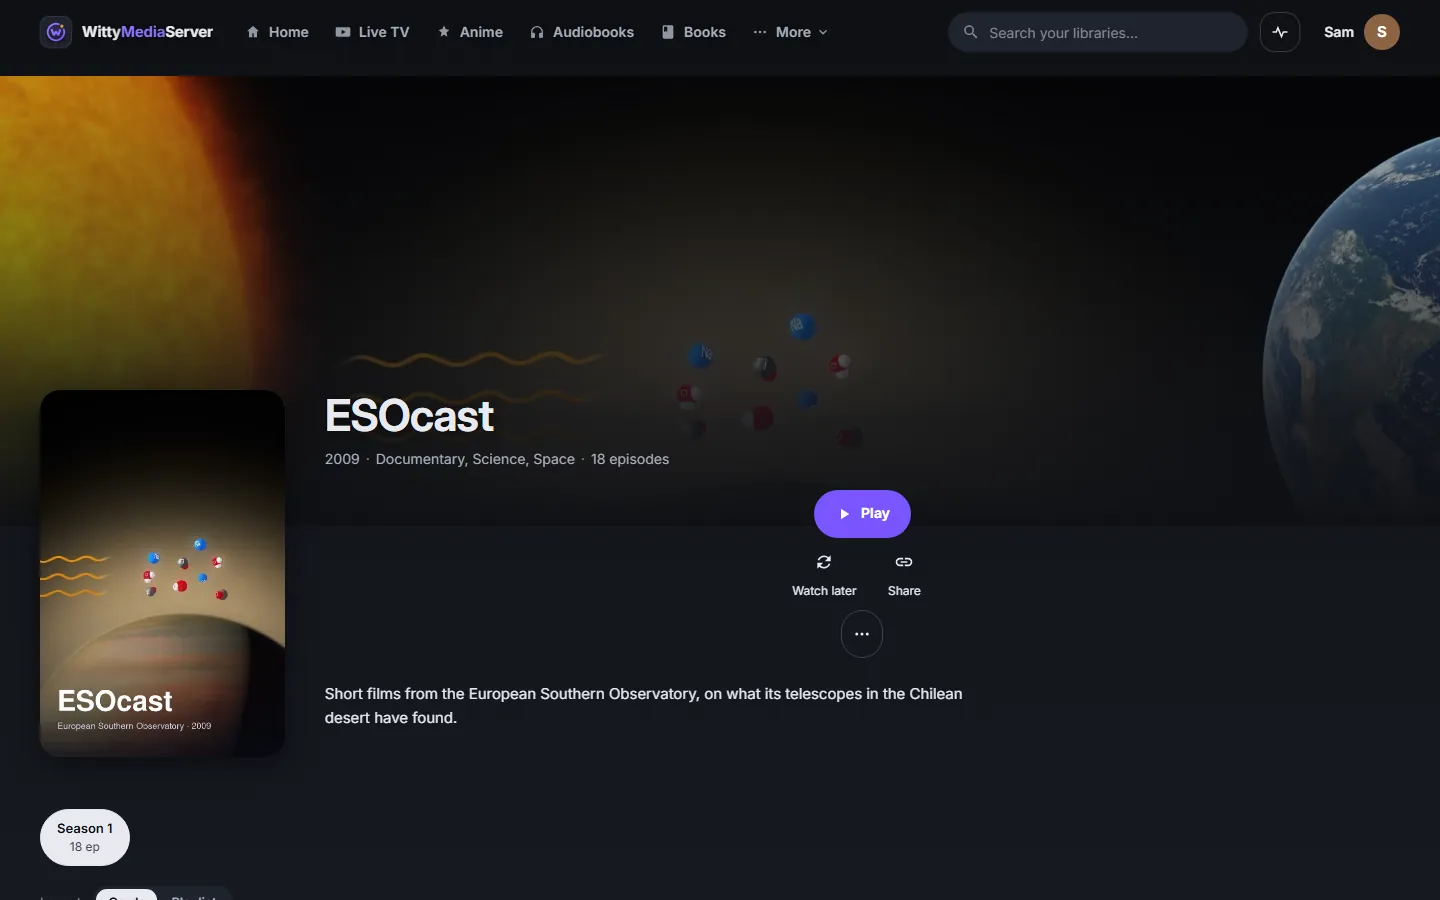 WittyMediaServer
Home
Live TV
Anime
Audiobooks
Books
More
Search your libraries...
Sam
S
ESOcast
2009 · Documentary, Science, Space · 18 episodes
Play
Watch later
Share
Short films from the European Southern Observatory, on what its telescopes in the Chilean
desert have found.
ESOcast
European Southern Observatory · 2009
Season 1
18 ep